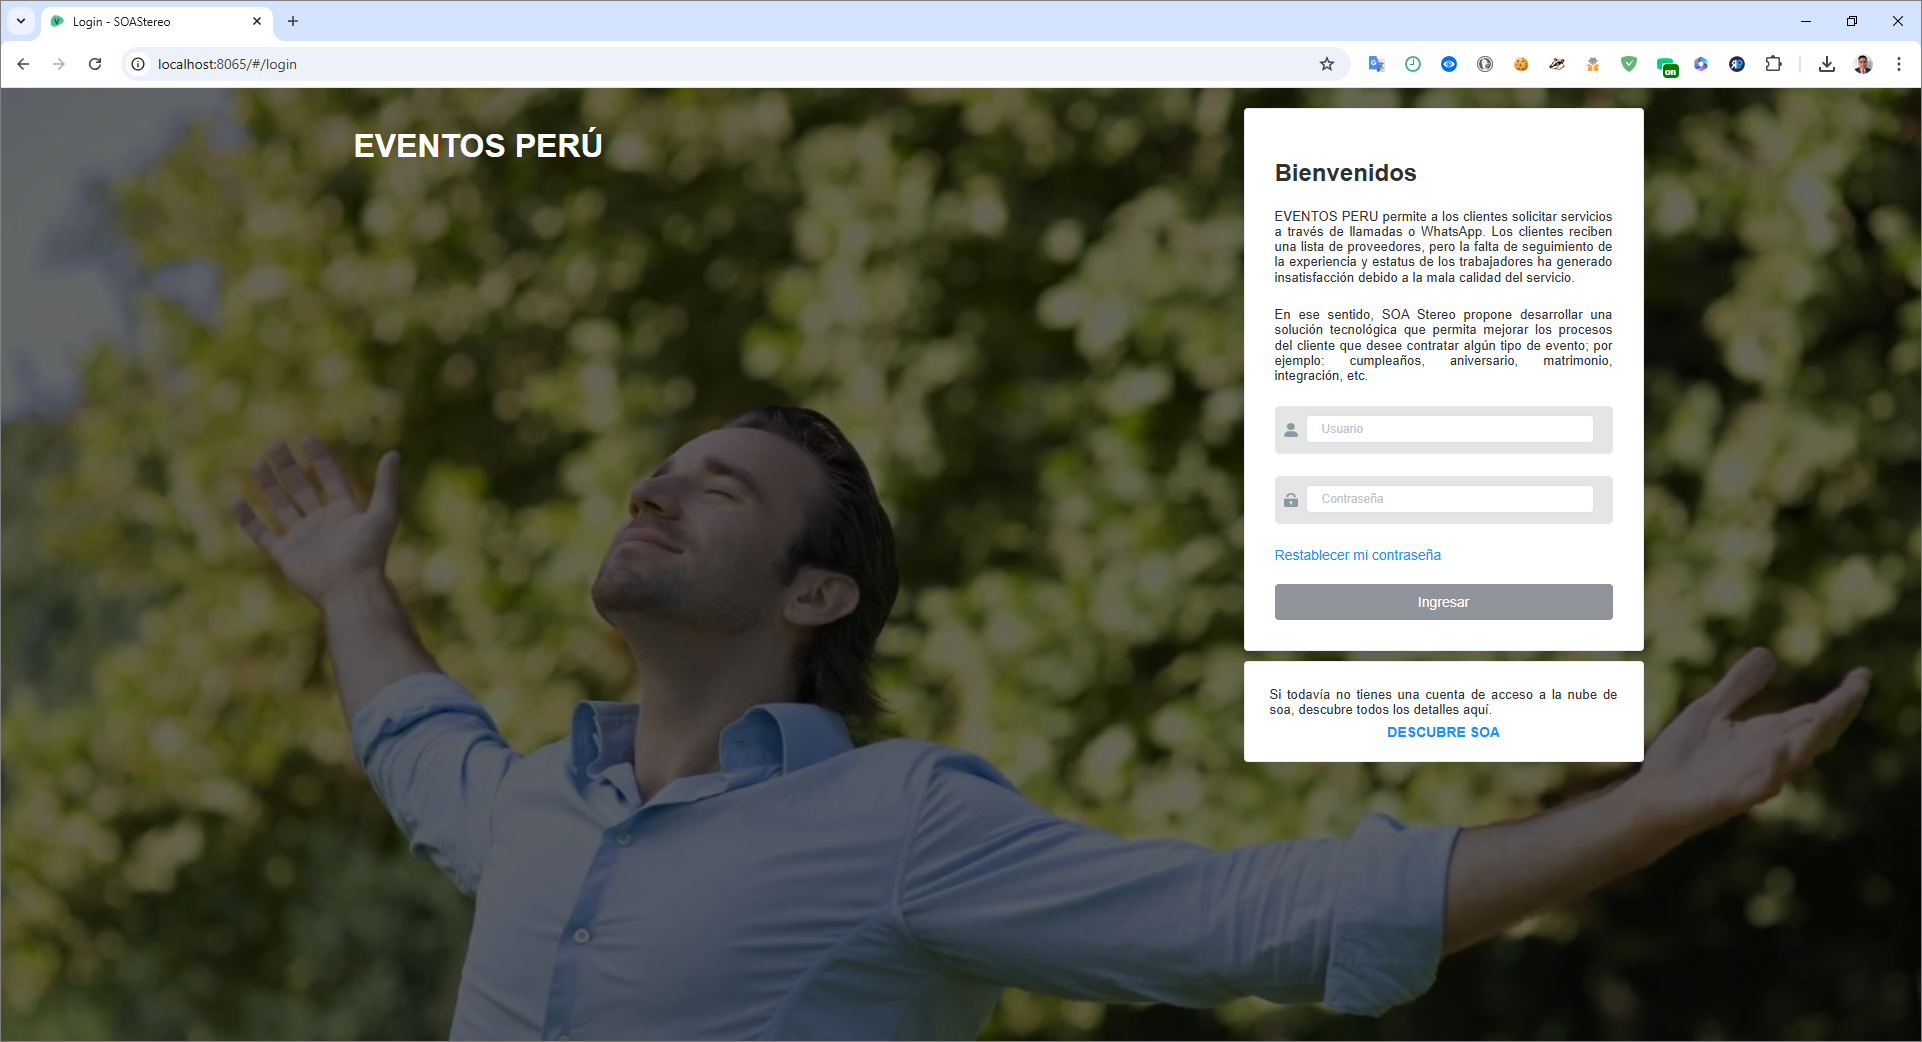 Login - SOAStereo
localhost:8065/#/login
on
EVENTOS PERÚ
Bienvenidos
EVENTOS PERU permite a los clientes solicitar servicios
a través de llamadas o WhatsApp. Los clientes reciben
una lista de proveedores, pero la falta de seguimiento de
la experiencia y estatus de los trabajadores ha generado
insatisfacción debido a la mala calidad del servicio.
En ese sentido, SOA Stereo propone desarrollar una
solución tecnológica que permita mejorar los procesos
del cliente que desee contratar algún tipo de evento; por
ejemplo: cumpleaños, aniversario, matrimonio,
integración, etc.
Usuario
Contraseña
Restablecer mi contraseña
Ingresar
Si todavía no tienes una cuenta de acceso a la nube de
soa, descubre todos los detalles aquí.
DESCUBRE SOA